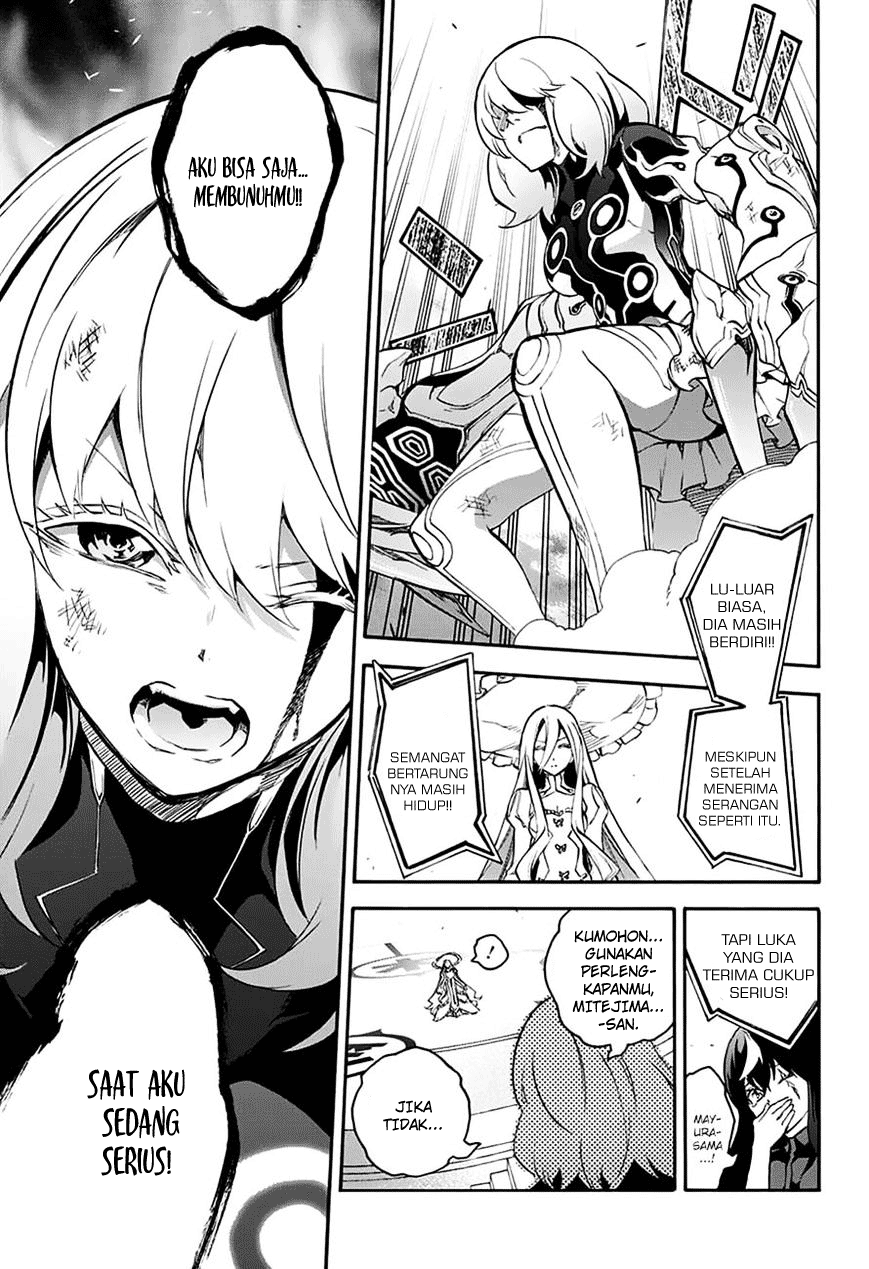 LU-LUAR
BIASA,
DIA MASIH
BERDIRI!!
MESKIPUN
SETELAH
MENERIMA
SERANGAN
SEPERTI ITU.
SEMANGAT
BERTARUNG
NYA MASIH
HIDUP!!
TAPI LUKA
YANG DIA
TERIMA CUKUP
SERIUS!
MAY-
URA-
SAMA
...!
KUMOHON...
GUNAKAN
PERLENG-
KAPANMU,
MITEJIMA...
-SAN.
!
JIKA
TIDAK...
AKU BISA SAJA...
MEMBUNUHMU!!
SAAT AKU
SEDANG
SERIUS!